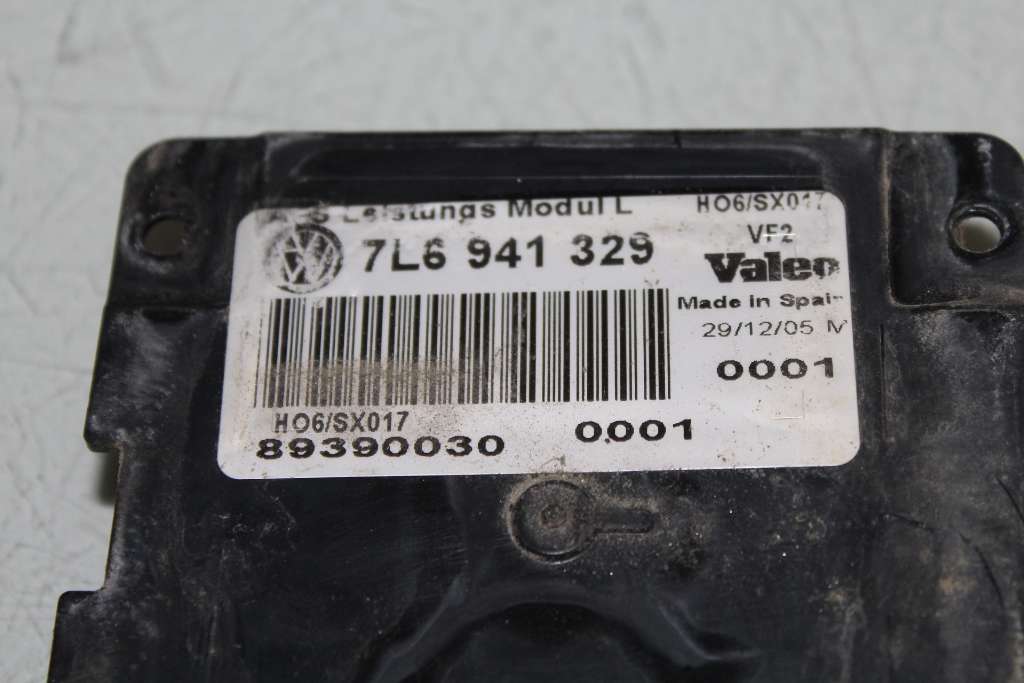 Leistungs Modul L
HO6/SX017
7L6 941 329
VF2
Valeo
Made in Spain
29/12/05 M
0001
HO6/SX017
89390030 0001